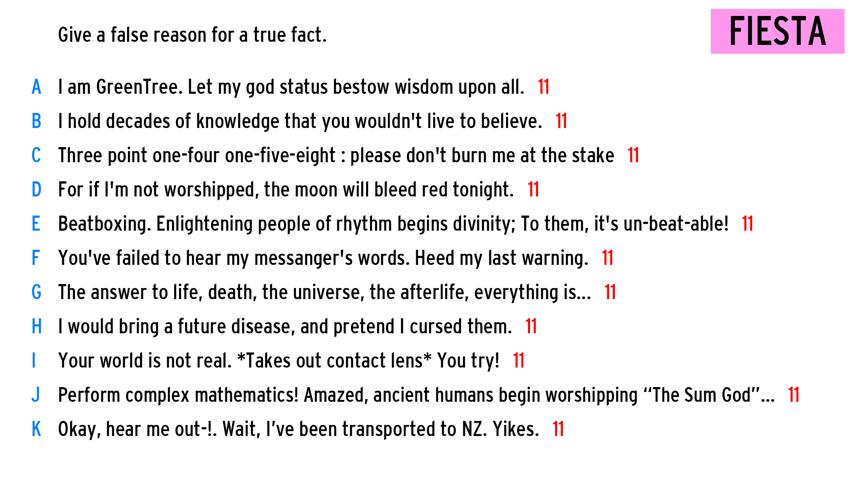 Give a false reason for a true fact.
FIESTA
A I am GreenTree. Let my god status bestow wisdom upon all. 11
B I hold decades of knowledge that you wouldn't live to believe. 11
C Three point one-four one-five-eight : please don't burn me at the stake 11
D For if I'm not worshipped, the moon will bleed red tonight. 11
E Beatboxing. Enlightening people of rhythm begins divinity; To them, it's un-beat-able! 11
F You've failed to hear my messanger's words. Heed my last warning. 11
G The answer to life, death, the universe, the afterlife, everything is... 11
H I would bring a future disease, and pretend I cursed them. 11
I Your world is not real. *Takes out contact lens* You try! 11
J Perform complex mathematics! Amazed, ancient humans begin worshipping “The Sum God”... 11
K Okay, hear me out-!. Wait, I’ve been transported to NZ. Yikes. 11